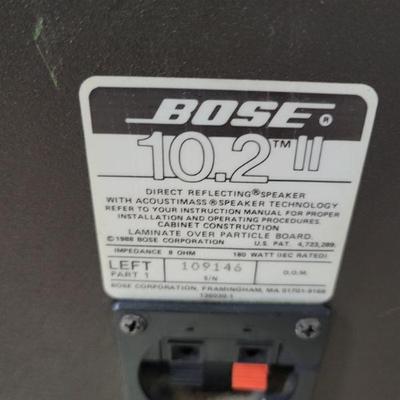 BOSE ®
10.2™ II
DIRECT REFLECTING® SPEAKER
WITH ACOUSTIMASS® SPEAKER TECHNOLOGY
REFER TO YOUR INSTRUCTION MANUAL FOR PROPER
INSTALLATION AND OPERATING PROCEDURES.
CABINET CONSTRUCTION
LAMINATE OVER PARTICLE BOARD.
©1988 BOSE CORPORATION U.S. PAT. 4,723,289.
IMPEDANCE 8 OHM 180 WATT (IEC RATED)
LEFT 109146 D.O.M.
PART 1 S/N
BOSE CORPORATION, FRAMINGHAM, MA 01701-9168